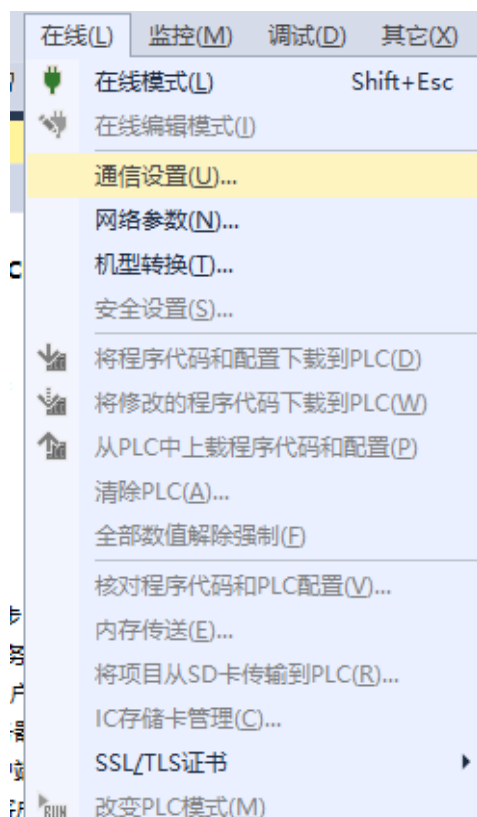 在线(L) 监控(M) 调试(D) 其它(X)
在线模式(L) Shift+Esc
在线编辑模式(I)
通信设置(U)...
网络参数(N)...
机型转换(T)...
安全设置(S)...
将程序代码和配置下载到PLC(D)
将修改的程序代码下载到PLC(W)
从PLC中上载程序代码和配置(P)
清除PLC(A)...
全部数值解除强制(F)
核对程序代码和PLC配置(V)...
内存传送(E)...
将项目从SD卡传输到PLC(R)...
IC存储卡管理(C)...
SSL/TLS证书
RUN 改变PLC模式(M)